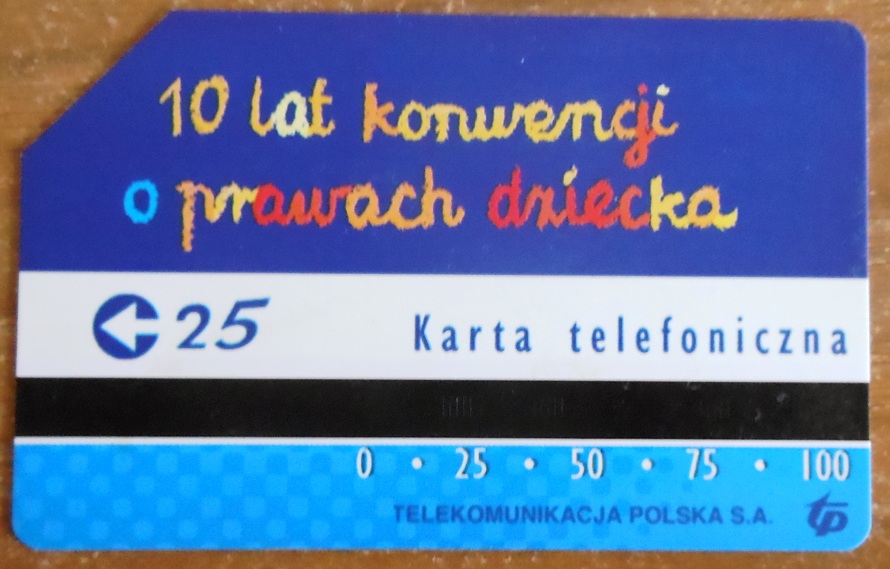 10 lat konwencji
o prawach dziecka
25 Karta telefoniczna
0 • 25 • 50 • 75 • 100
TELEKOMUNIKACJA POLSKA S.A. tp